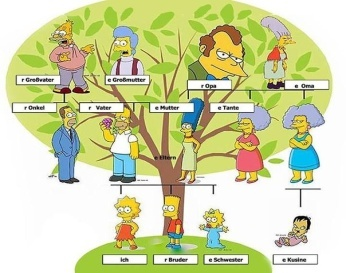 r Großvater
e Großmutter
r Opa
e Oma
r Onkel
r Vater
e Mutter
e Tante
e Eltern
ich
r Bruder
e Schwester
e Kusine